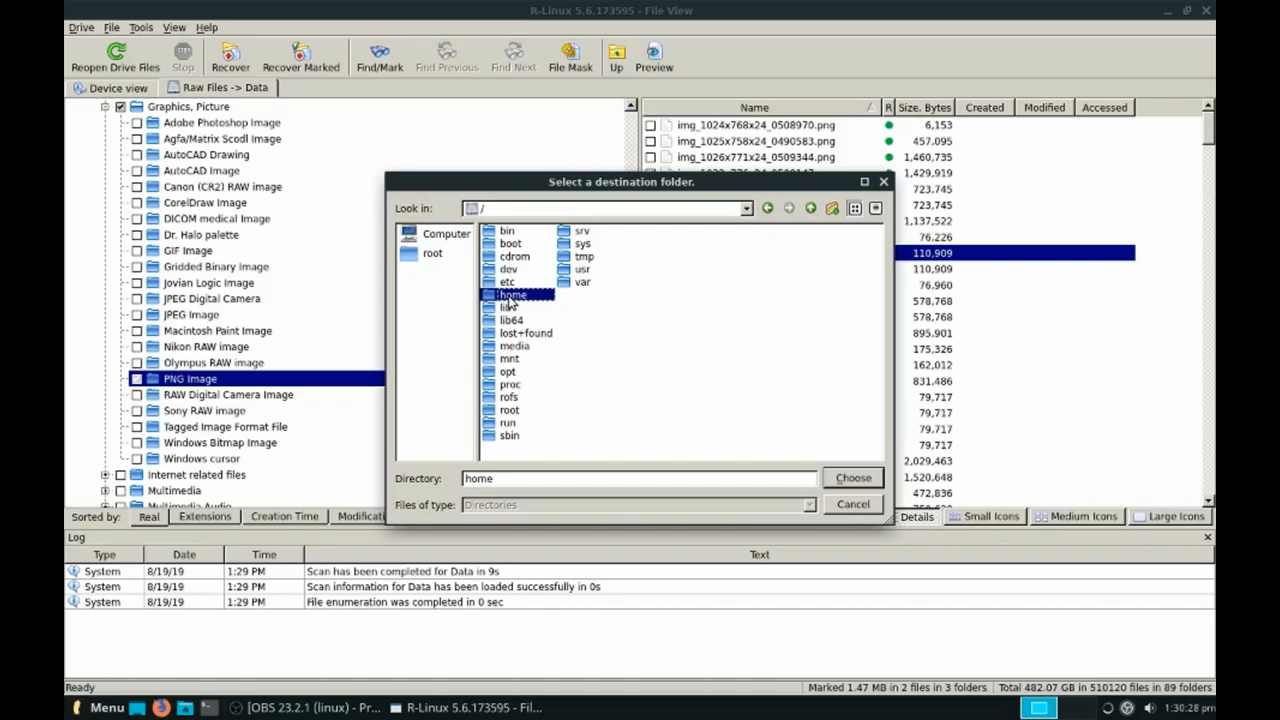 R-Linux 5.6.173595 - File View
Drive File Tools View Help
Reopen Drive Files Stop Recover Recover Marked Find/Mark Find Previous Find Next File Mask Up Preview
Device view Raw Files -> Data
Graphics, Picture
Adobe Photoshop Image
Agfa/Matrix Scodl Image
AutoCAD Drawing
AutoCAD Image
Canon (CR2) RAW image
CorelDraw Image
DICOM medical Image
Dr. Halo palette
GIF Image
Gridded Binary Image
Jovian Logic Image
JPEG Digital Camera
JPEG Image
Macintosh Paint Image
Nikon RAW image
Olympus RAW image
PNG Image
RAW Digital Camera Image
Sony RAW image
Tagged Image Format File
Windows Bitmap Image
Windows cursor
Internet related files
Multimedia
Name R Size, Bytes Created Modified Accessed
img_1024x768x24_0508970.png 6,153
img_1025x758x24_0490583.png 457,095
img_1026x771x24_0509344.png 1,460,735
1,429,919
723,745
723,745
1,137,522
76,226
110,909
110,909
76,960
578,768
578,768
895,901
175,326
162,012
831,486
79,717
79,717
79,717
79,717
2,029,463
1,520,648
472,836
Select a destination folder.
Look in: /
Computer
root
bin
boot
cdrom
dev
etc
home
lib64
lost+found
media
mnt
opt
proc
rofs
root
run
sbin
srv
sys
tmp
usr
var
Directory: home Choose
Files of type: Directories Cancel
Sorted by: Real Extensions Creation Time Details Small Icons Medium Icons Large Icons
Log
Type Date Time Text
System 8/19/19 1:29 PM Scan has been completed for Data in 9s
System 8/19/19 1:29 PM Scan information for Data has been loaded successfully in 0s
System 8/19/19 1:29 PM File enumeration was completed in 0 sec
Ready Marked 1.47 MB in 2 files in 3 folders Total 482.07 GB in 510120 files in 89 folders
Menu [OBS 23.2.1 (linux) - Pr... R-Linux 5.6.173595 - Fil... 1:30:28 pm